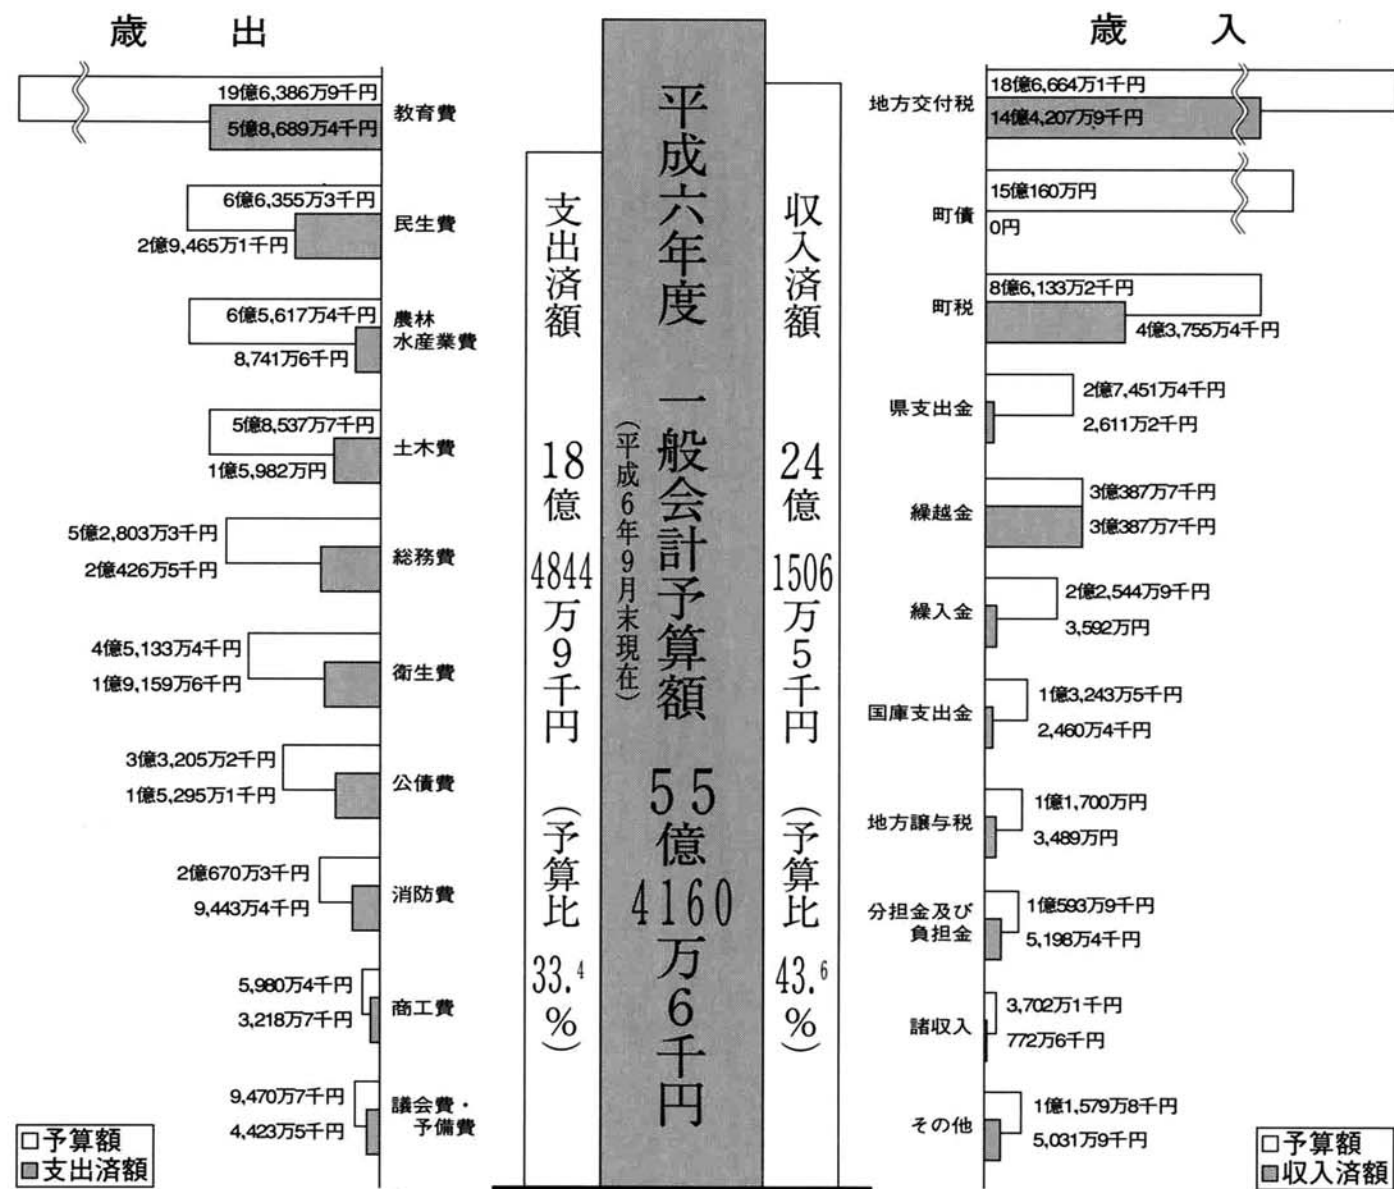 歳出
19億6,386万9千円
5億8,689万4千円
教育費
6億6,355万3千円
2億9,465万1千円
民生費
6億5,617万4千円
8,741万6千円
農林
水産業費
5億8,537万7千円
1億5,982万円
土木費
5億2,803万3千円
2億426万5千円
総務費
4億5,133万4千円
1億9,159万6千円
衛生費
3億3,205万2千円
1億5,295万1千円
公債費
2億670万3千円
9,443万4千円
消防費
5,980万4千円
3,218万7千円
商工費
9,470万7千円
4,423万5千円
議会費・
予備費
□予算額
■支出済額
支出済額 18億4844万9千円(予算比33.4%)
平成六年度 一般会計予算額 55億4160万6千円
(平成6年9月末現在)
収入済額 24億1506万5千円(予算比43.6%)
歳入
地方交付税
18億6,664万1千円
14億4,207万9千円
町債
15億160万円
0円
町税
8億6,133万2千円
4億3,755万4千円
県支出金
2億7,451万4千円
2,611万2千円
繰越金
3億387万7千円
3億387万7千円
繰入金
2億2,544万9千円
3,592万円
国庫支出金
1億3,243万5千円
2,460万4千円
地方譲与税
1億1,700万円
3,489万円
分担金及び
負担金
1億593万9千円
5,198万4千円
諸収入
3,702万1千円
772万6千円
その他
1億1,579万8千円
5,031万9千円
□予算額
■収入済額